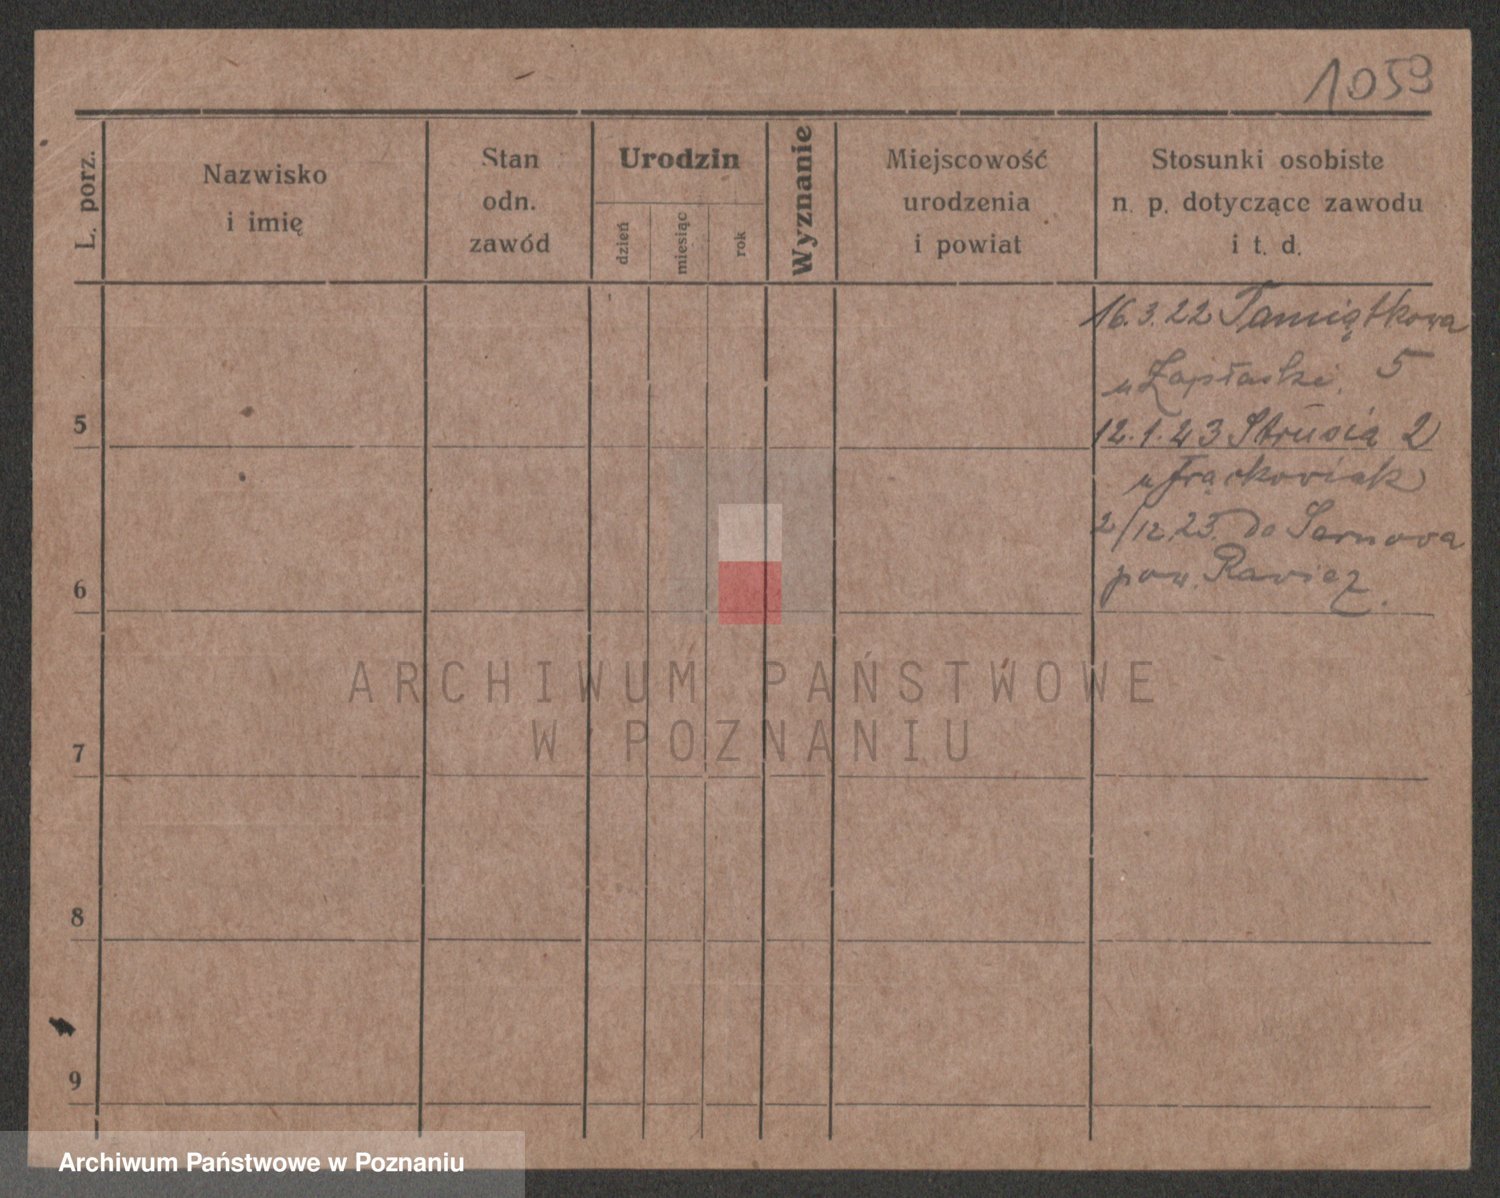 1059
L. porz.
Nazwisko
i imię
Stan
odn.
zawód
Urodzin
dzień
miesiąc
rok
Wyznanie
Miejscowość
urodzenia
i powiat
Stosunki osobiste
n. p. dotyczące zawodu
i t. d.
16.3.22 Pamiątkowa
u 5
12.1.23 Strusia 2
u Frąckowiak
2/12.23. do Sarnowa
pow. Rawicz.
5
6
7
8
9
ARCHIWUM PAŃSTWOWE
W POZNANIU
Archiwum Państwowe w Poznaniu